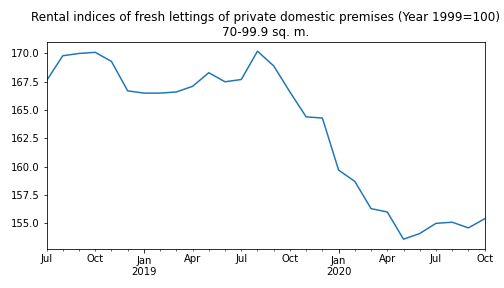 Rental indices of fresh lettings of private domestic premises (Year 1999=100)
70-99.9 sq. m.
170.0
167.5
165.0
162.5
160.0
157.5
155.0
Jul Oct Jan Apr Jul Oct Jan Apr Jul Oct
2019 2020